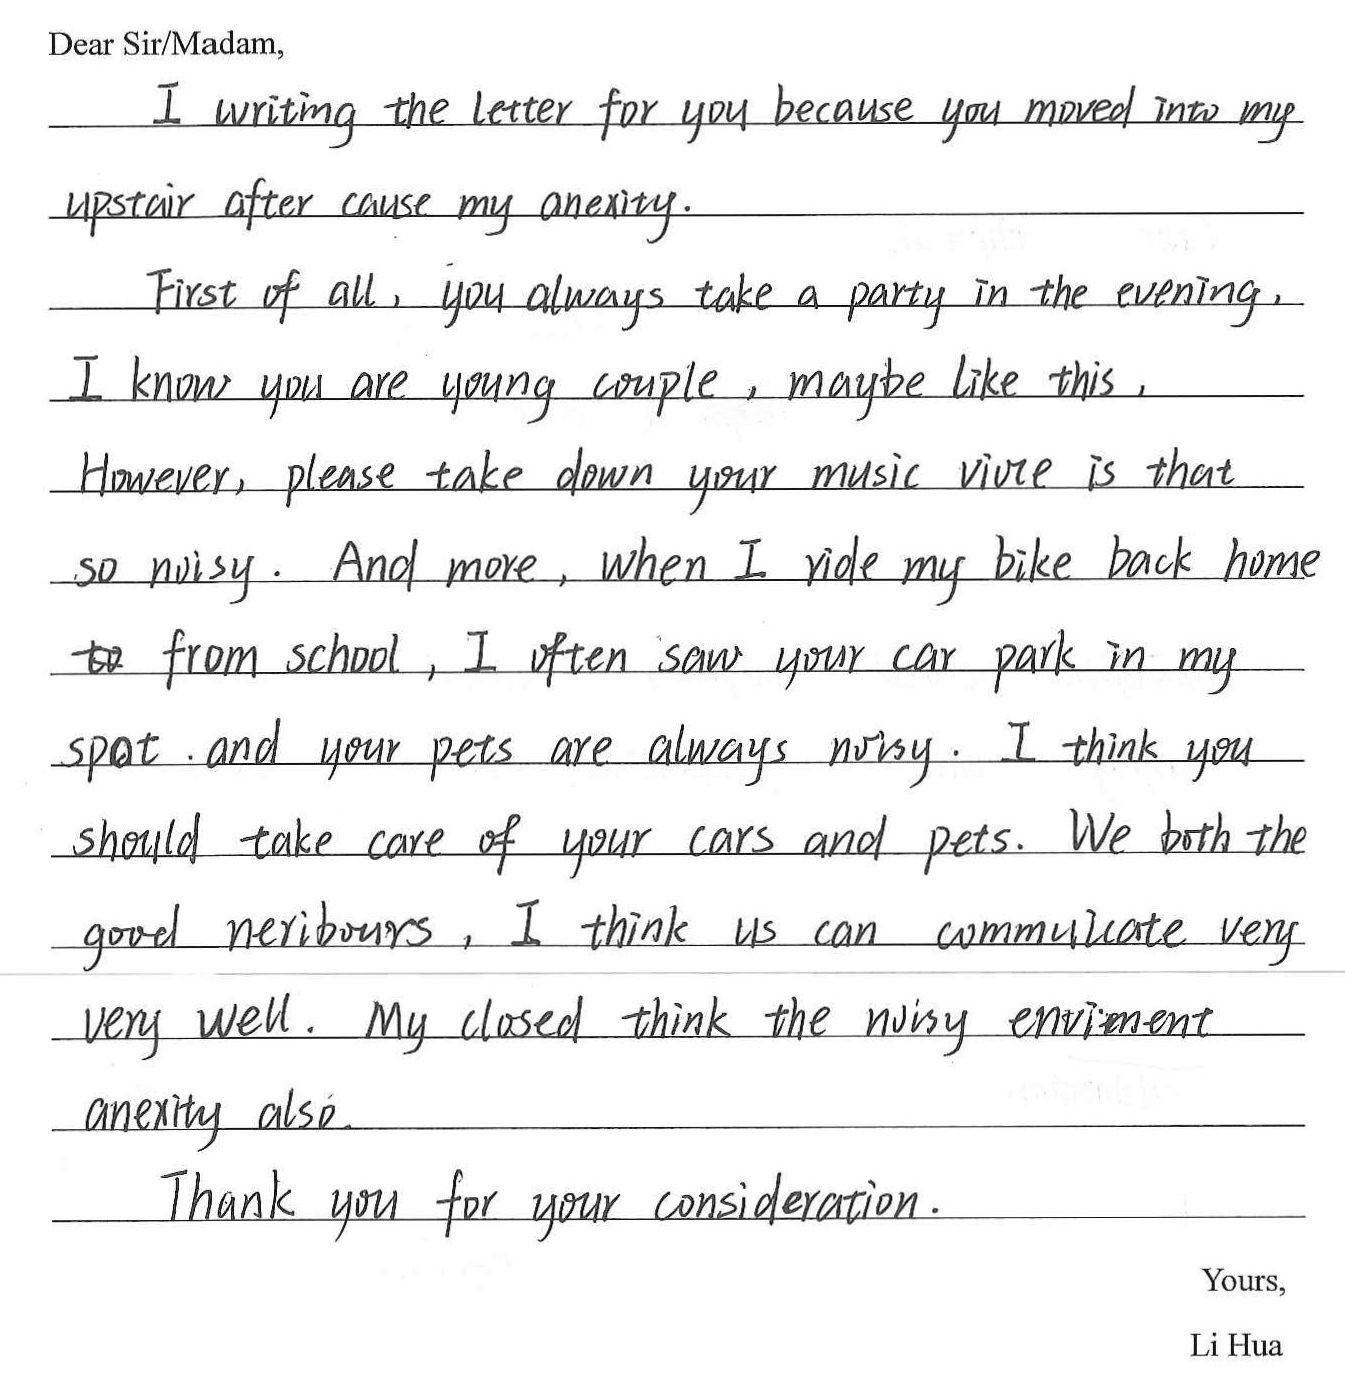 Dear Sir/Madam,
I writing the letter for you because you moved into my
upstair after cause my anexity.
First of all, you always take a party in the evening,
I know you are young couple, maybe like this,
However, please take down your music vivre is that
so noisy. And more, when I ride my bike back home
to from school, I often saw your car park in my
spot. and your pets are always noisy. I think you
should take care of your cars and pets. We both the
good neribours, I think us can commulicate very
very well. My closed think the noisy envirment
anexity also.
Thank you for your consideration.
Yours,
Li Hua